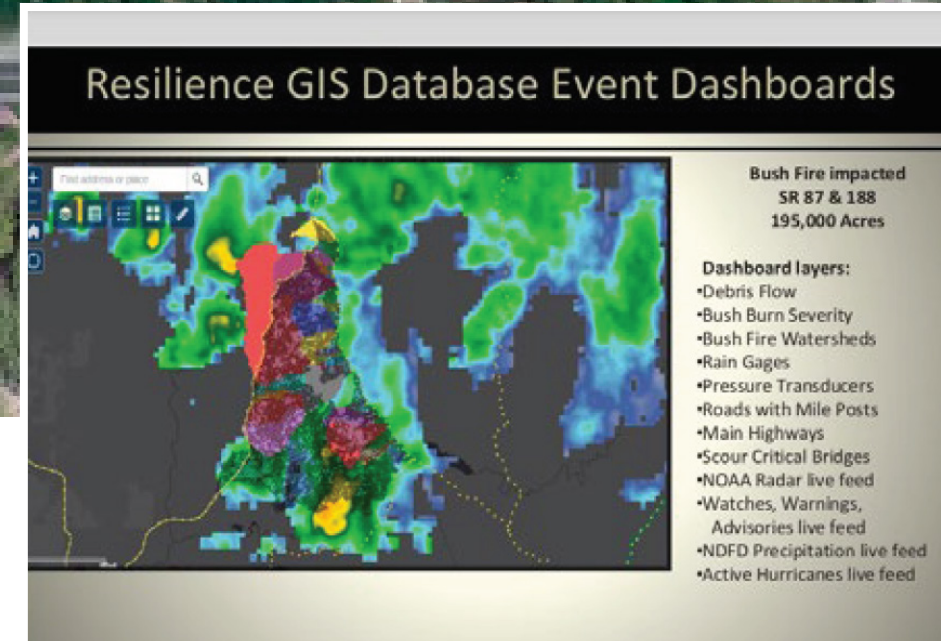 Resilience GIS Database Event Dashboards
Find address or place
Bush Fire impacted
SR 87 & 188
195,000 Acres
Dashboard layers:
•Debris Flow
•Bush Burn Severity
•Bush Fire Watersheds
•Rain Gages
•Pressure Transducers
•Roads with Mile Posts
•Main Highways
•Scour Critical Bridges
•NOAA Radar live feed
•Watches, Warnings,
Advisories live feed
•NDFD Precipitation live feed
•Active Hurricanes live feed